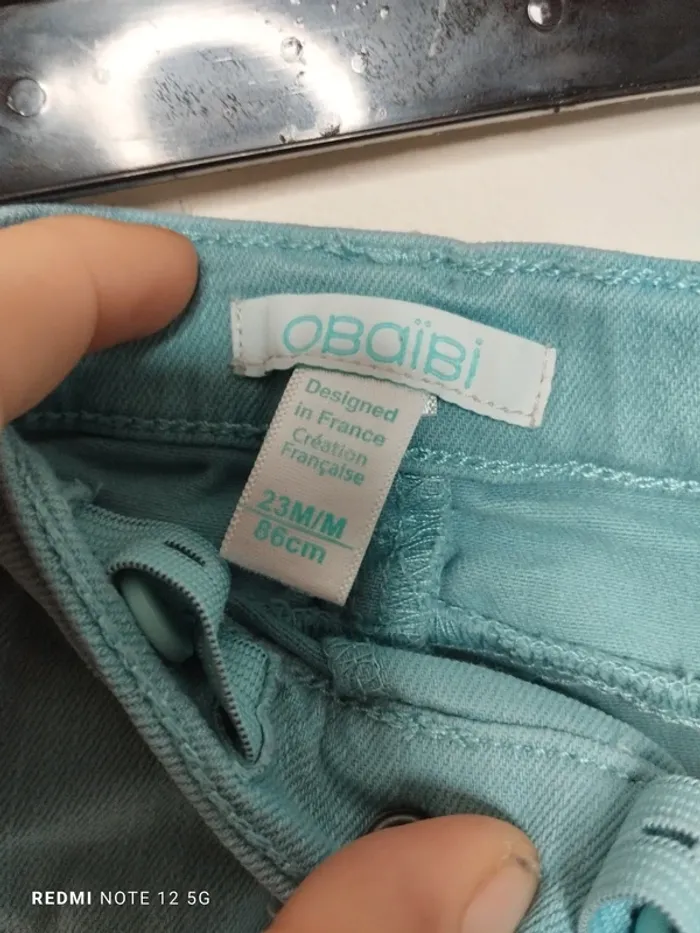 OBaïBi
Designed
in France
Création
Française
23M/M
86cm
REDMI NOTE 12 5G